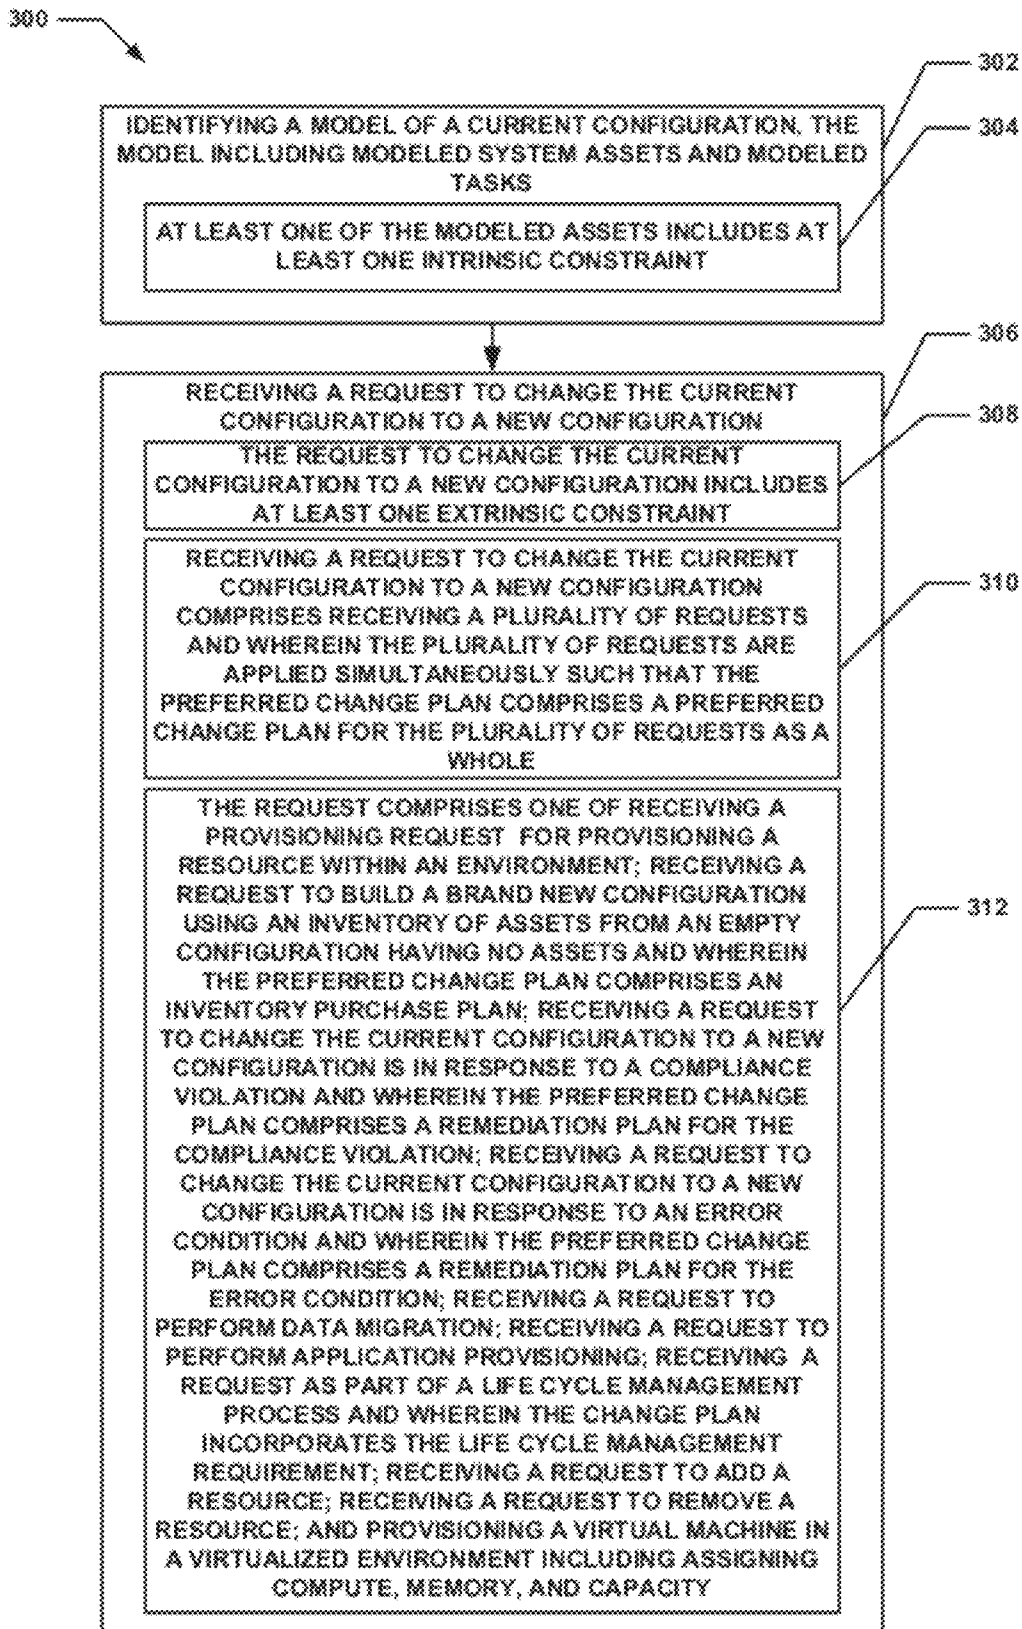 300
302
IDENTIFYING A MODEL OF A CURRENT CONFIGURATION, THE
MODEL INCLUDING MODELED SYSTEM ASSETS AND MODELED
TASKS
304
AT LEAST ONE OF THE MODELED ASSETS INCLUDES AT
LEAST ONE INTRINSIC CONSTRAINT
306
RECEIVING A REQUEST TO CHANGE THE CURRENT
CONFIGURATION TO A NEW CONFIGURATION
308
THE REQUEST TO CHANGE THE CURRENT
CONFIGURATION TO A NEW CONFIGURATION INCLUDES
AT LEAST ONE EXTRINSIC CONSTRAINT
310
RECEIVING A REQUEST TO CHANGE THE CURRENT
CONFIGURATION TO A NEW CONFIGURATION
COMPRISES RECEIVING A PLURALITY OF REQUESTS
AND WHEREIN THE PLURALITY OF REQUESTS ARE
APPLIED SIMULTANEOUSLY SUCH THAT THE
PREFERRED CHANGE PLAN COMPRISES A PREFERRED
CHANGE PLAN FOR THE PLURALITY OF REQUESTS AS A
WHOLE
312
THE REQUEST COMPRISES ONE OF RECEIVING A
PROVISIONING REQUEST FOR PROVISIONING A
RESOURCE WITHIN AN ENVIRONMENT; RECEIVING A
REQUEST TO BUILD A BRAND NEW CONFIGURATION
USING AN INVENTORY OF ASSETS FROM AN EMPTY
CONFIGURATION HAVING NO ASSETS AND WHEREIN
THE PREFERRED CHANGE PLAN COMPRISES AN
INVENTORY PURCHASE PLAN; RECEIVING A REQUEST
TO CHANGE THE CURRENT CONFIGURATION TO A NEW
CONFIGURATION IS IN RESPONSE TO A COMPLIANCE
VIOLATION AND WHEREIN THE PREFERRED CHANGE
PLAN COMPRISES A REMEDIATION PLAN FOR THE
COMPLIANCE VIOLATION; RECEIVING A REQUEST TO
CHANGE THE CURRENT CONFIGURATION TO A NEW
CONFIGURATION IS IN RESPONSE TO AN ERROR
CONDITION AND WHEREIN THE PREFERRED CHANGE
PLAN COMPRISES A REMEDIATION PLAN FOR THE
ERROR CONDITION; RECEIVING A REQUEST TO
PERFORM DATA MIGRATION; RECEIVING A REQUEST TO
PERFORM APPLICATION PROVISIONING; RECEIVING A
REQUEST AS PART OF A LIFE CYCLE MANAGEMENT
PROCESS AND WHEREIN THE CHANGE PLAN
INCORPORATES THE LIFE CYCLE MANAGEMENT
REQUIREMENT; RECEIVING A REQUEST TO ADD A
RESOURCE; RECEIVING A REQUEST TO REMOVE A
RESOURCE; AND PROVISIONING A VIRTUAL MACHINE IN
A VIRTUALIZED ENVIRONMENT INCLUDING ASSIGNING
COMPUTE, MEMORY, AND CAPACITY